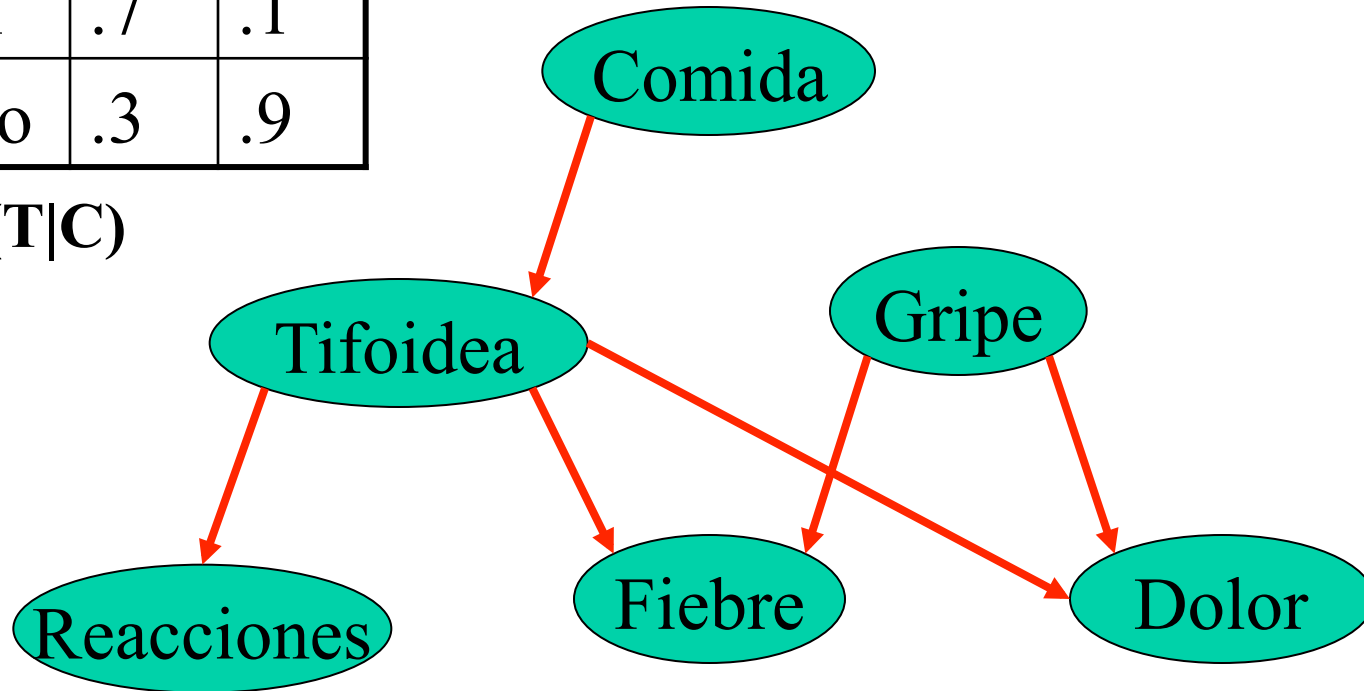 .7 .1
Comida
o .3 .9
(T|C)
Gripe
Tifoidea
Fiebre
Dolor
Reacciones